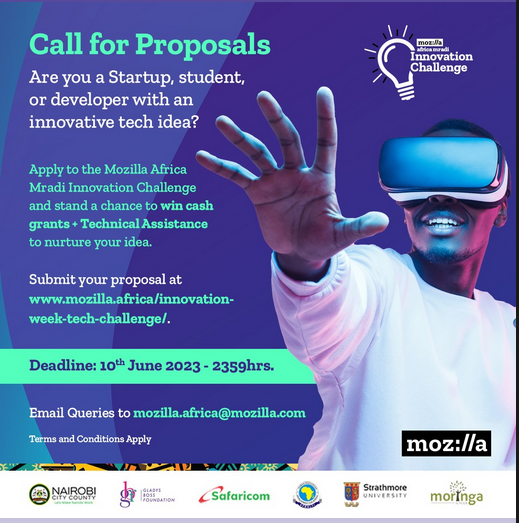 Call for Proposals
moz://a
africa mradi
Innovation
Challenge
Are you a Startup, student,
or developer with an
innovative tech idea?
Apply to the Mozilla Africa
Mradi Innovation Challenge
and stand a chance to win cash
grants + Technical Assistance
to nurture your idea.
Submit your proposal at
www.mozilla.africa/innovation-
week-tech-challenge/.
Deadline: 10th June 2023 - 2359hrs.
Email Queries to mozilla.africa@mozilla.com
Terms and Conditions Apply
moz://a
NAIROBI
CITY COUNTY
GLADYS
BOSS
FOUNDATION
Safaricom
Strathmore
UNIVERSITY
moringa